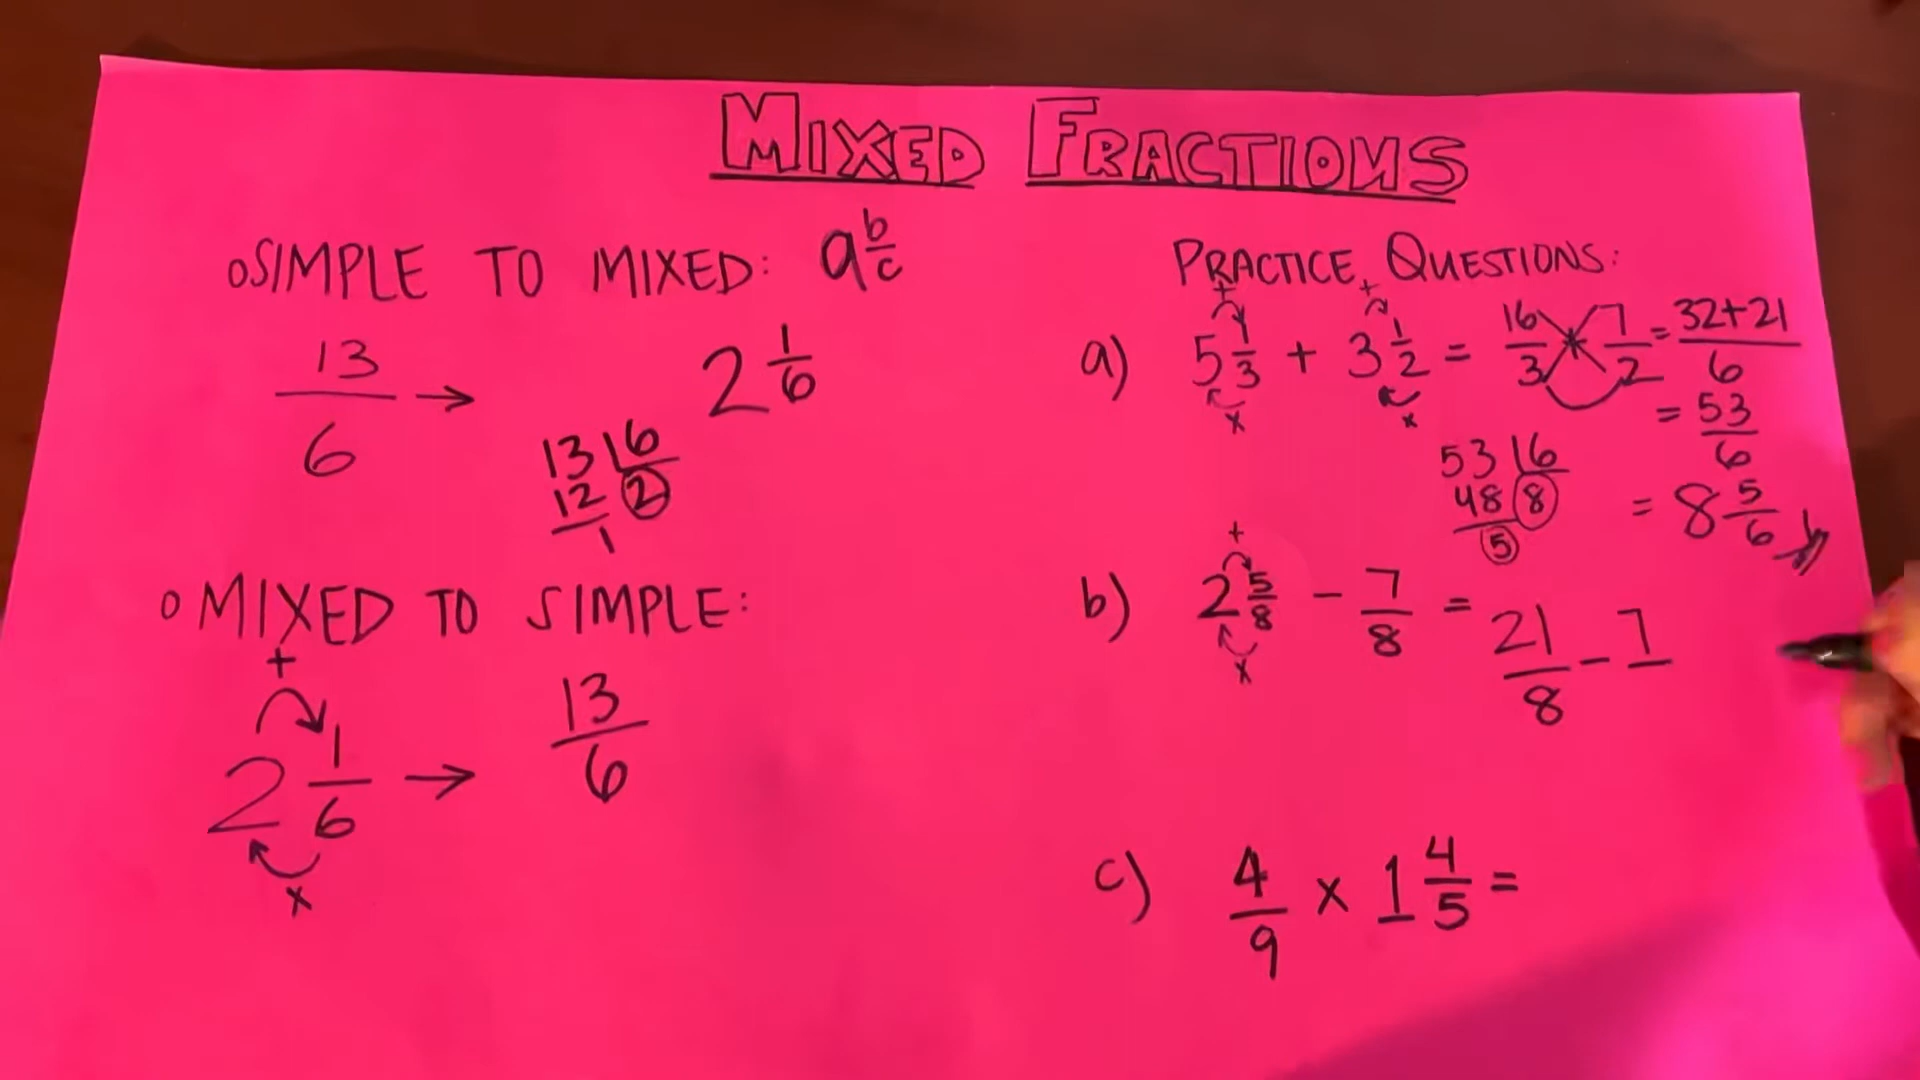 MIXED FRACTIONS
o SIMPLE TO MIXED: a b/c
13/6 → 2 1/6
13 | 6
12 2
1
o MIXED TO SIMPLE:
+
2 1/6 → 13/6
x
PRACTICE QUESTIONS:
+ +
a) 5 1/3 + 3 1/2 = 16/3 + 7/2 = 32+21/6
x x
= 53/6
53 | 6
48 8
5
= 8 5/6
+
b) 2 5/8 - 7/8 = 21/8 - 7
x
c) 4/9 x 1 4/5 =